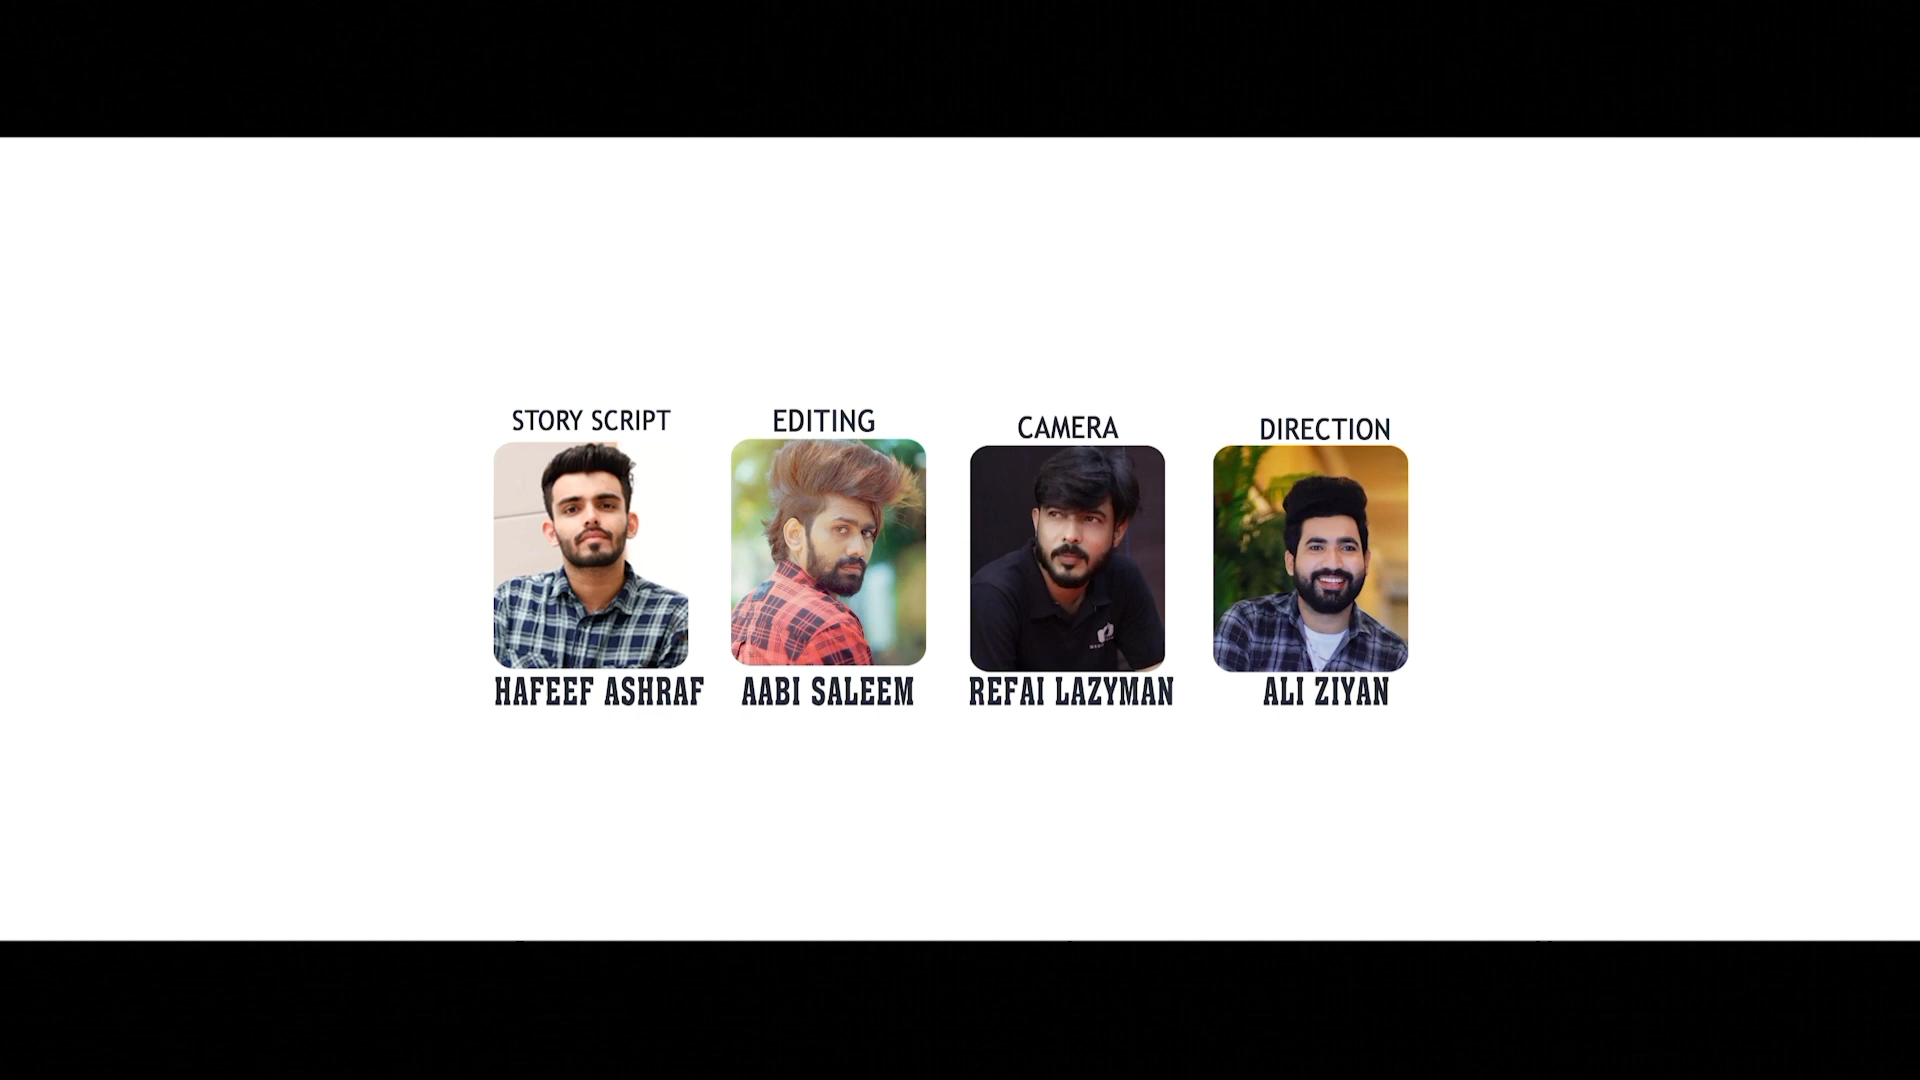 STORY SCRIPT
EDITING
CAMERA
DIRECTION
HAFEEF ASHRAF
AABI SALEEM
REFAI LAZYMAN
ALI ZIYAN